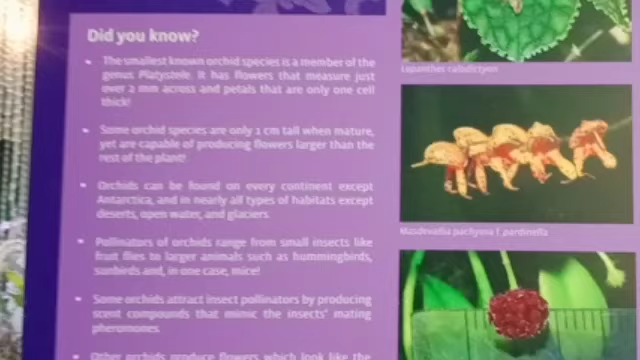 Did you know?
• The smallest known orchid species is a member of the
genus Platystele. It has flowers that measure just
over 2 mm across and petals that are only one cell
thick!
• Some orchid species are only 1 cm tall when mature,
yet are capable of producing flowers larger than the
rest of the plant!
• Orchids can be found on every continent except
Antarctica, and in nearly all types of habitats except
deserts, open water, and glaciers.
• Pollinators of orchids range from small insects like
fruit flies to larger animals such as hummingbirds,
sunbirds and, in one case, mice!
• Some orchids attract insect pollinators by producing
scent compounds that mimic the insects' mating
pheromones.
• Other orchids produce flowers which look like the
Lepanthes calodictyon
Masdevallia pachyura f. pardinella